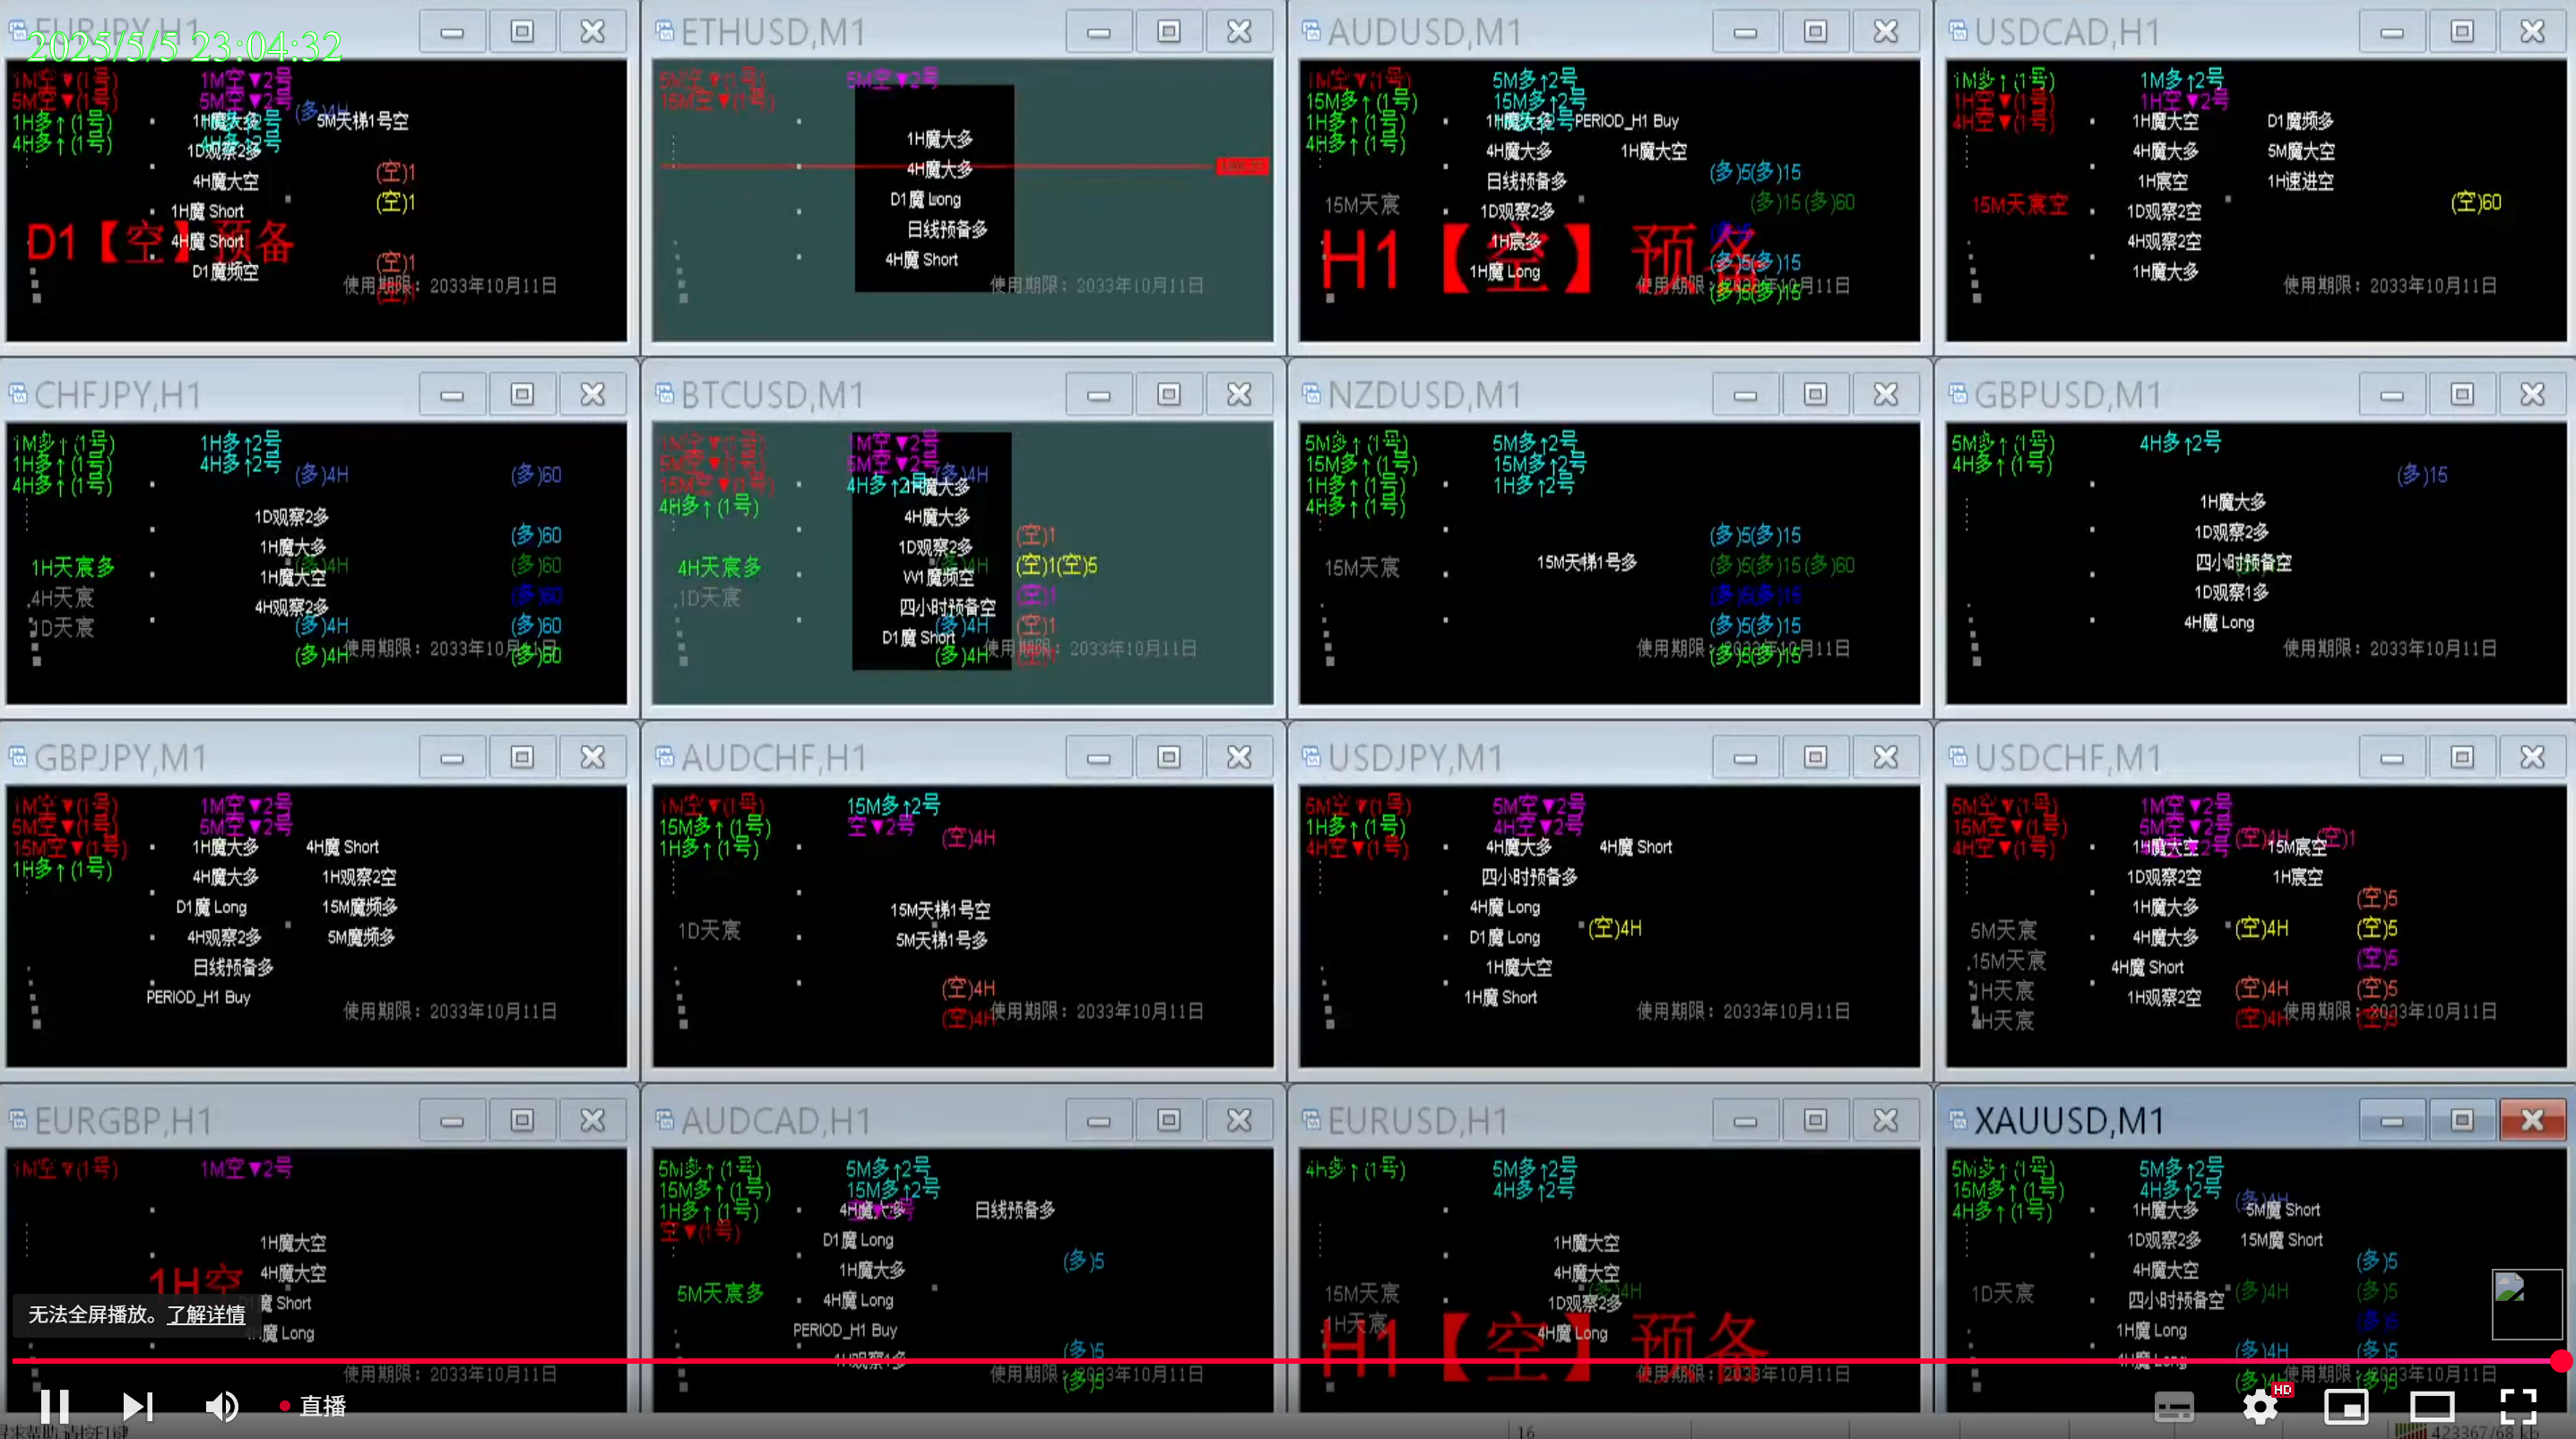 2025/5/5 23:04:32
EURJPY,H1
1M空▼(1号) 1M空▼2号
5M空▼(1号) 5M空▼2号 (多)4H
1H多↑(1号) 1H魔大多 5M天梯1号空
4H多↑(1号)
1D观察2多
4H魔大空 (空)1
(空)1
1H魔 Short
D1【空】预备
4H魔 Short
D1魔频空 (空)1
使用期限：2033年10月11日
ETHUSD,M1
5M空▼(1号) 5M空▼2号
15M空▼(1号)
1H魔大多
4H魔大多
D1魔 Long
日线预备多
4H魔 Short
使用期限：2033年10月11日
AUDUSD,M1
1M空▼(1号) 5M多↑2号
15M多↑(1号) 15M多↑2号
1H多↑(1号) 1H魔大多 PERIOD_H1 Buy
4H多↑(1号) 4H魔大多 1H魔大空
日线预备多 (多)5(多)15
15M天宸 1D观察2多 (多)15(多)60
1H宸多
H1【空】预备
1H魔 Long (多)5(多)15
(多)5(多)15
USDCAD,H1
1M多↑(1号) 1M多↑2号
1H空▼(1号) 1H空▼2号
4H空▼(1号) 1H魔大空 D1魔频多
4H魔大多 5M魔大空
1H宸空 1H速进空
15M天宸空 1D观察2空 (空)60
4H观察2空
1H魔大多
使用期限：2033年10月11日
CHFJPY,H1
1M多↑(1号) 1H多↑2号
1H多↑(1号) 4H多↑2号
4H多↑(1号) (多)4H (多)60
1D观察2多
1H魔大多 (多)60
1H天宸多 1H魔大空 (多)4H (多)60
4H天宸 4H观察2多 (多)60
1D天宸 (多)4H (多)60
(多)4H 使用期限：2033年10月11日 (多)60
BTCUSD,M1
1M空▼(1号) 1M空▼2号
5M空▼(1号) 5M空▼2号
15M空▼(1号) 4H多↑2号 (多)4H
4H多↑(1号) 1H魔大多
4H魔大多
1D观察2多 (空)1
4H天宸多 W1魔频空 (多)4H (空)1(空)5
1D天宸 四小时预备空 (空)1
D1魔 Short (多)4H (空)1
(多)4H 使用期限：2033年10月11日
NZDUSD,M1
5M多↑(1号) 5M多↑2号
15M多↑(1号) 15M多↑2号
1H多↑(1号) 1H多↑2号
4H多↑(1号)
(多)5(多)15
15M天宸 15M天梯1号多 (多)5(多)15(多)60
(多)5(多)15
(多)5(多)15
(多)5(多)15
GBPUSD,M1
5M多↑(1号) 4H多↑2号
4H多↑(1号) (多)15
1H魔大多
1D观察2多
四小时预备空
1D观察1多
4H魔 Long
使用期限：2033年10月11日
GBPJPY,M1
1M空▼(1号) 1M空▼2号
5M空▼(1号) 5M空▼2号
15M空▼(1号) 1H魔大多 4H魔 Short
1H多↑(1号) 4H魔大多 1H观察2空
D1魔 Long 15M魔频多
4H观察2多 5M魔频多
日线预备多
PERIOD_H1 Buy
使用期限：2033年10月11日
AUDCHF,H1
1M空▼(1号) 15M多↑2号
15M多↑(1号) 空▼2号 (空)4H
1H多↑(1号)
15M天梯1号空
1D天宸 5M天梯1号多
(空)4H
(空)4H 使用期限：2033年10月11日
USDJPY,M1
5M空▼(1号) 5M空▼2号
1H多↑(1号) 4H空▼2号
4H空▼(1号) 4H魔大多 4H魔 Short
四小时预备多
4H魔 Long
D1魔 Long (空)4H
1H魔大空
1H魔 Short
使用期限：2033年10月11日
USDCHF,M1
5M空▼(1号) 1M空▼2号
15M空▼(1号) 5M空▼2号 (空)4H (空)1
4H空▼(1号) 1H魔大空 15M宸空
1D观察2空 1H宸空
1H魔大多 (空)5
5M天宸 4H魔大多 (空)4H (空)5
15M天宸 4H魔 Short (空)5
1H天宸 1H观察2空 (空)4H (空)5
4H天宸 (空)4H 使用期限：2033年10月11日
EURGBP,H1
1M空▼(1号) 1M空▼2号
1H魔大空
1H空 4H魔大空
魔 Short
4H魔 Long
无法全屏播放。了解详情
使用期限：2033年10月11日
AUDCAD,H1
5M多↑(1号) 5M多↑2号
15M多↑(1号) 15M多↑2号
1H多↑(1号) 4H魔大多 日线预备多
空▼(1号) D1魔 Long
1H魔大多 (多)5
5M天宸多 4H魔 Long
PERIOD_H1 Buy
1H观察1多 (多)5
使用期限：2033年10月11日 (多)5
EURUSD,H1
4H多↑(1号) 5M多↑2号
4H多↑2号
1H魔大空
4H魔大空
15M天宸 1D观察2多 (多)4H
1H天宸 4H魔 Long
H1【空】预备
使用期限：2033年10月11日
XAUUSD,M1
5M多↑(1号) 5M多↑2号
15M多↑(1号) 4H多↑2号 (多)4H
4H多↑(1号) 1H魔大多 5M魔 Short
1D观察2多 15M魔 Short
4H魔大空 (多)5
1D天宸 四小时预备空 (多)4H (多)5
1H魔 Long (多)5
4H魔 Long (多)4H (多)5
(多)4H 使用期限：2033年10月11日 (多)5
直播
HD
16
423367/68 kb